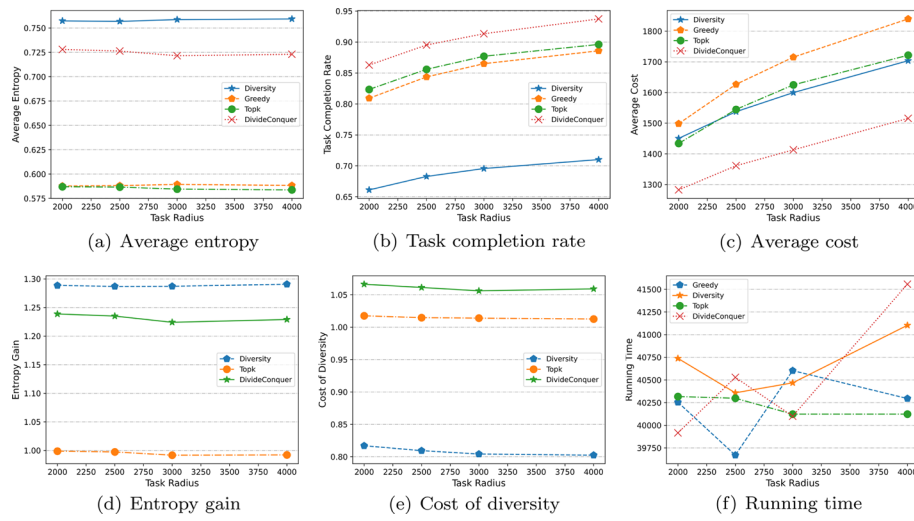 0.775
0.750
0.725
0.700
0.675
0.650
0.625
0.600
0.575
Average Entropy
Diversity
Greedy
Topk
DivideConquer
2000 2250 2500 2750 3000 3250 3500 3750 4000
Task Radius
(a) Average entropy
0.95
0.90
0.85
0.80
0.75
0.70
0.65
Task Completion Rate
Diversity
Greedy
Topk
DivideConquer
2000 2250 2500 2750 3000 3250 3500 3750 4000
Task Radius
(b) Task completion rate
1800
1700
1600
1500
1400
1300
Average Cost
Diversity
Greedy
Topk
DivideConquer
2000 2250 2500 2750 3000 3250 3500 3750 4000
Task Radius
(c) Average cost
1.30
1.25
1.20
1.15
1.10
1.05
1.00
Entropy Gain
Diversity
Topk
DivideConquer
2000 2250 2500 2750 3000 3250 3500 3750 4000
Task Radius
(d) Entropy gain
1.05
1.00
0.95
0.90
0.85
0.80
Cost of Diversity
Diversity
Topk
DivideConquer
2000 2250 2500 2750 3000 3250 3500 3750 4000
Task Radius
(e) Cost of diversity
41500
41250
41000
40750
40500
40250
40000
39750
Running Time
Greedy
Diversity
Topk
DivideConquer
2000 2250 2500 2750 3000 3250 3500 3750 4000
Task Radius
(f) Running time